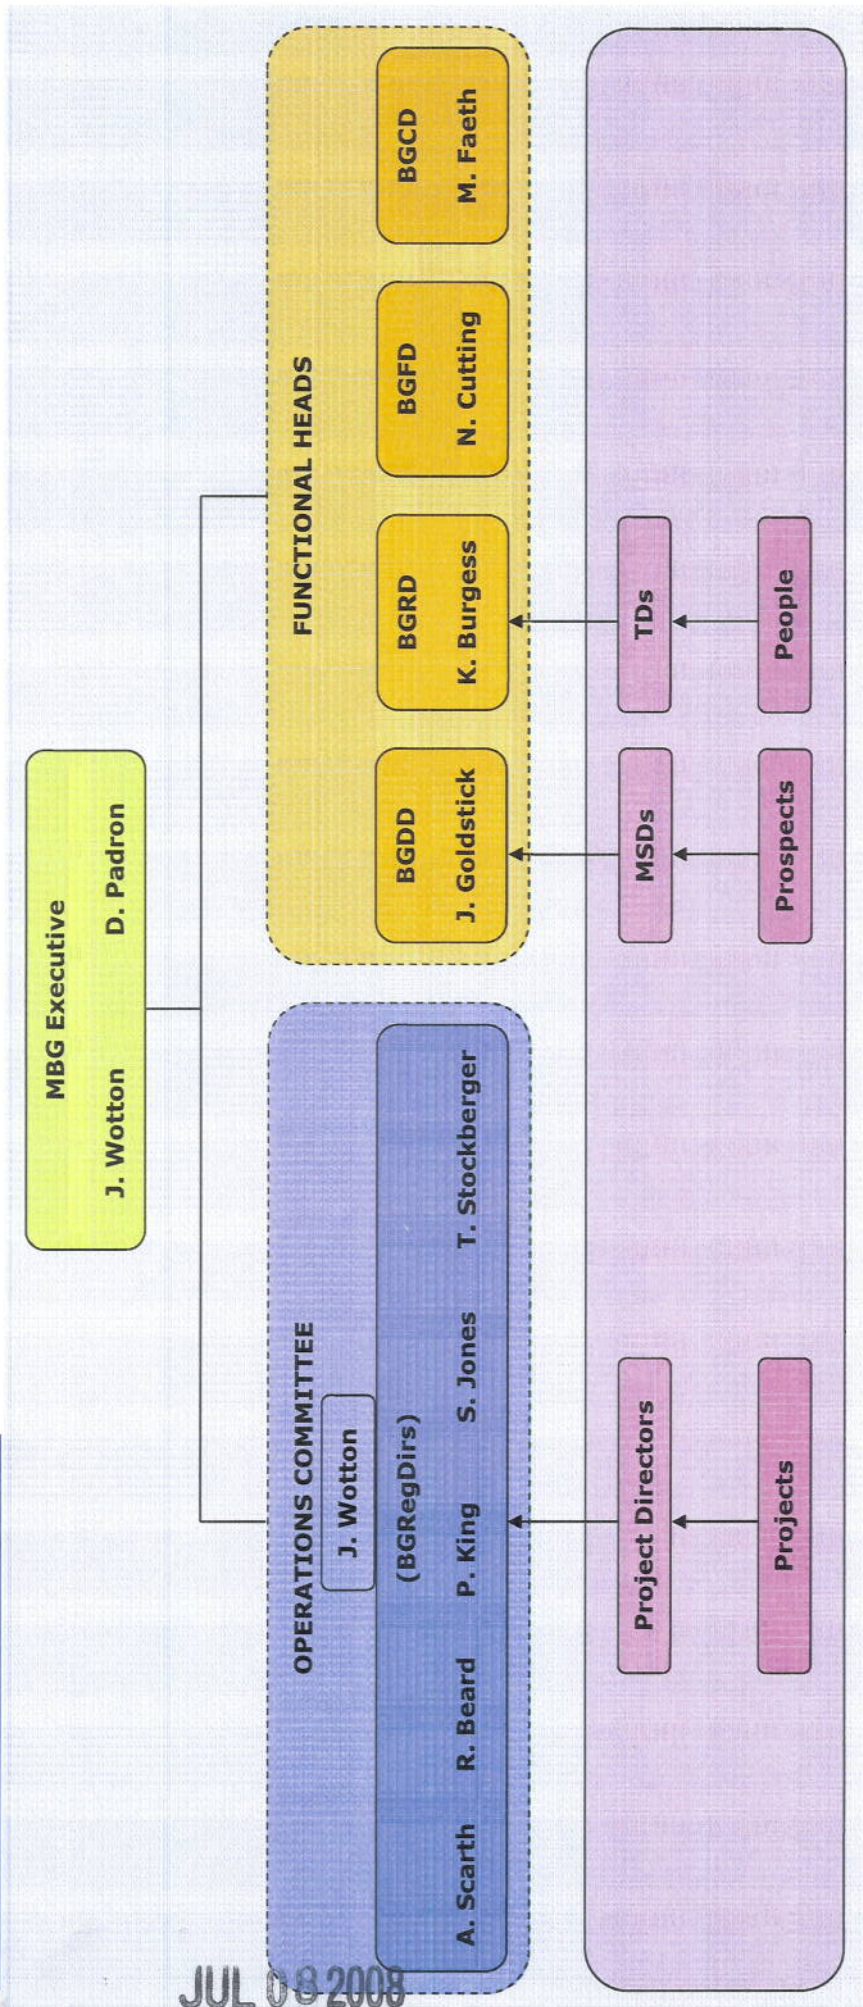 MBG Executive
J. Wotton D. Padron
OPERATIONS COMMITTEE
J. Wotton
(BGRegDirs)
A. Scarth R. Beard P. King S. Jones T. Stockberger
FUNCTIONAL HEADS
BGDD
J. Goldstick
BGRD
K. Burgess
BGFD
N. Cutting
BGCD
M. Faeth
Project Directors
MSDs
TDs
Projects
Prospects
People
JUL 08 2008